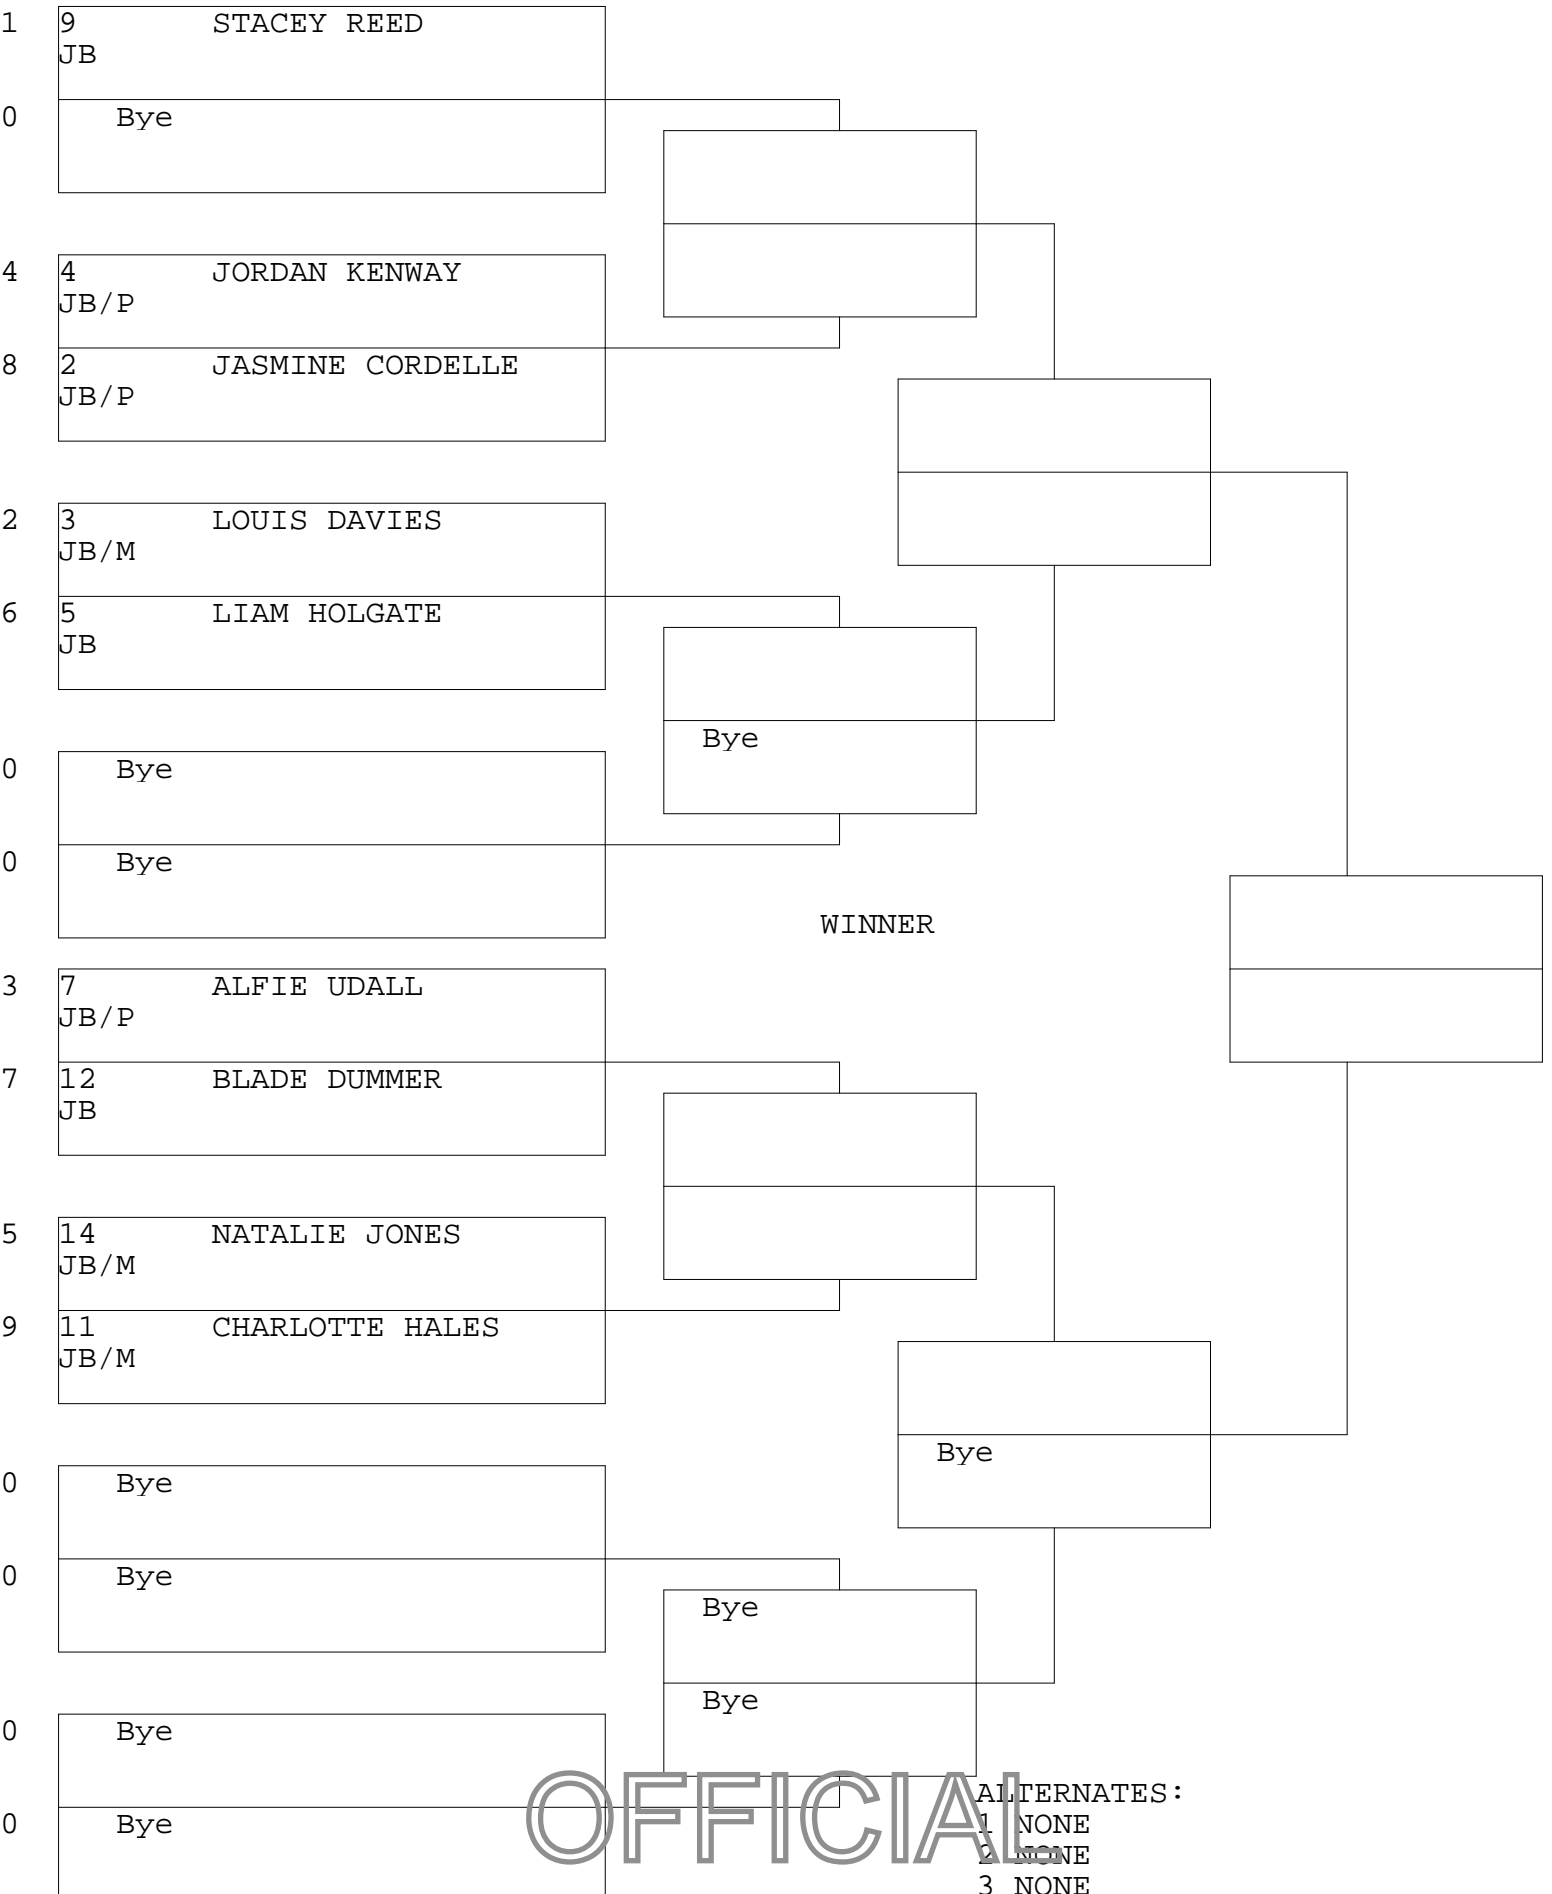 1 9 STACEY REED
JB
0 Bye
4 4 JORDAN KENWAY
JB/P
8 2 JASMINE CORDELLE
JB/P
2 3 LOUIS DAVIES
JB/M
6 5 LIAM HOLGATE
JB
Bye
0 Bye
0 Bye
WINNER
3 7 ALFIE UDALL
JB/P
7 12 BLADE DUMMER
JB
5 14 NATALIE JONES
JB/M
9 11 CHARLOTTE HALES
JB/M
Bye
0 Bye
0 Bye
Bye
Bye
0 Bye
0 Bye
OFFICIAL
ALTERNATES:
1 NONE
2 NONE
3 NONE